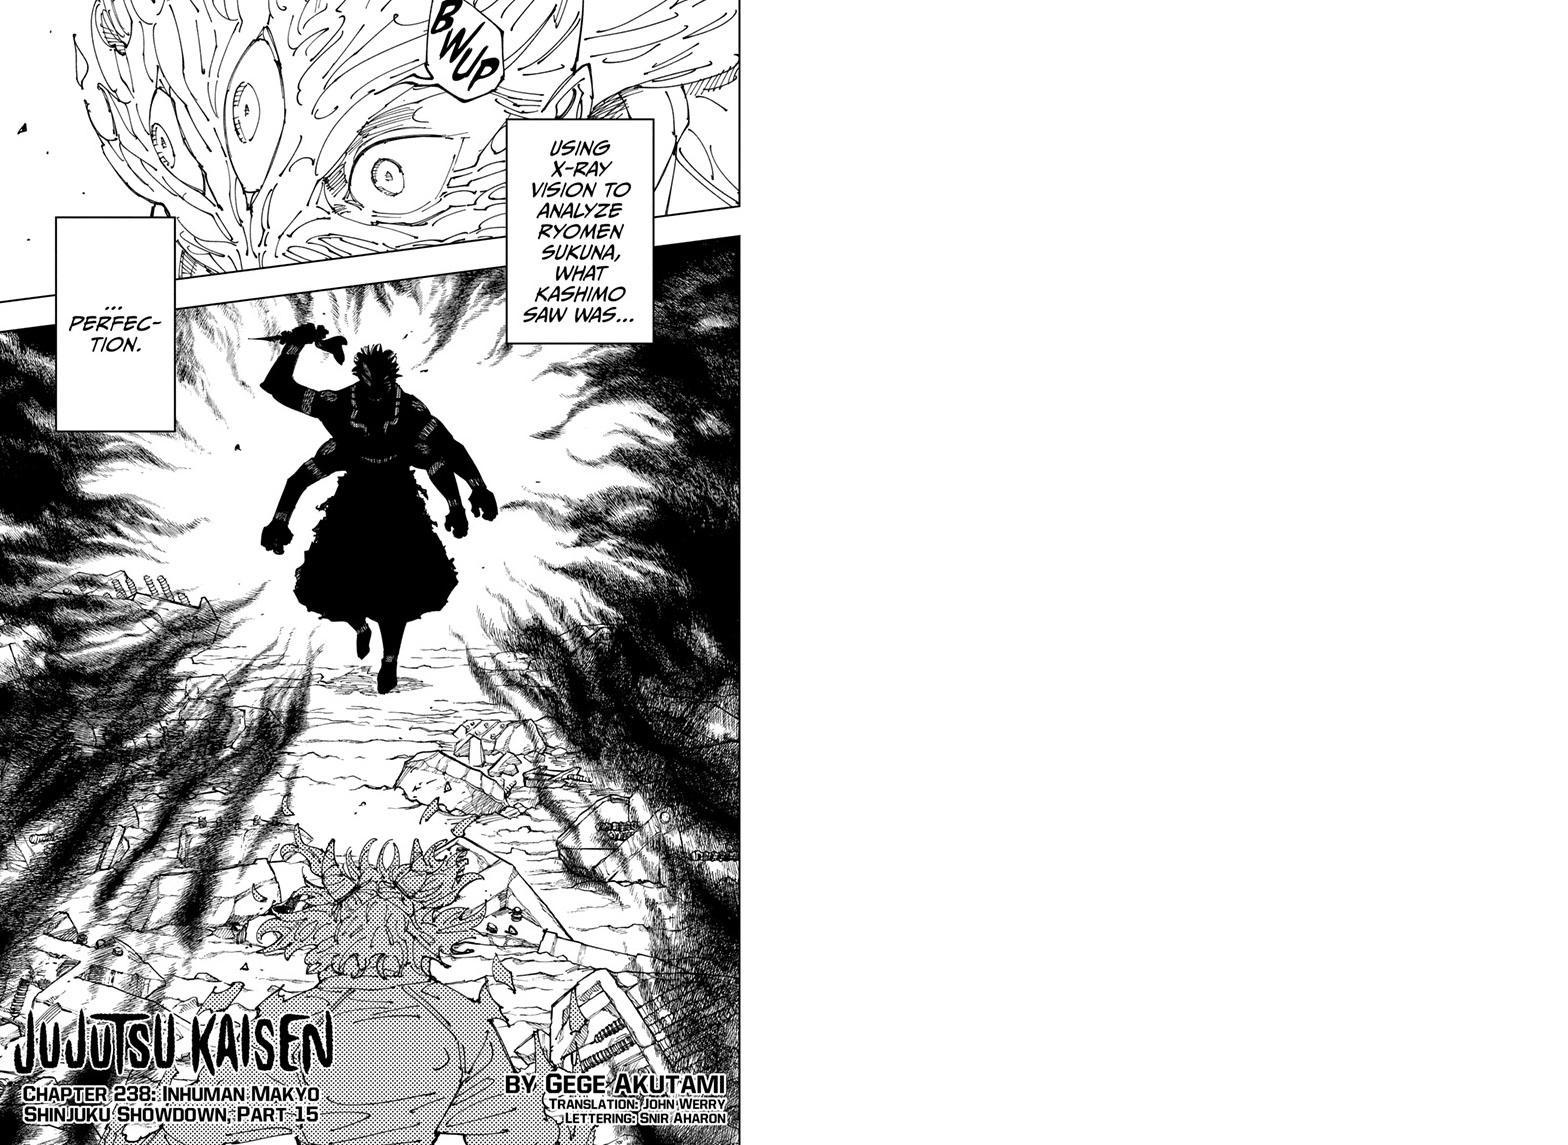 BWUP
USING
X-RAY
VISION TO
ANALYZE
RYOMEN
SUKUNA,
WHAT
KASHIMO
SAW WAS...
...
PERFEC-
TION.
JUJUTSU KAISEN
CHAPTER 238: INHUMAN MAKYO
SHINJUKU SHOWDOWN, PART 15
BY GEGE AKUTAMI
TRANSLATION: JOHN WERRY
LETTERING: SNIR AHARON